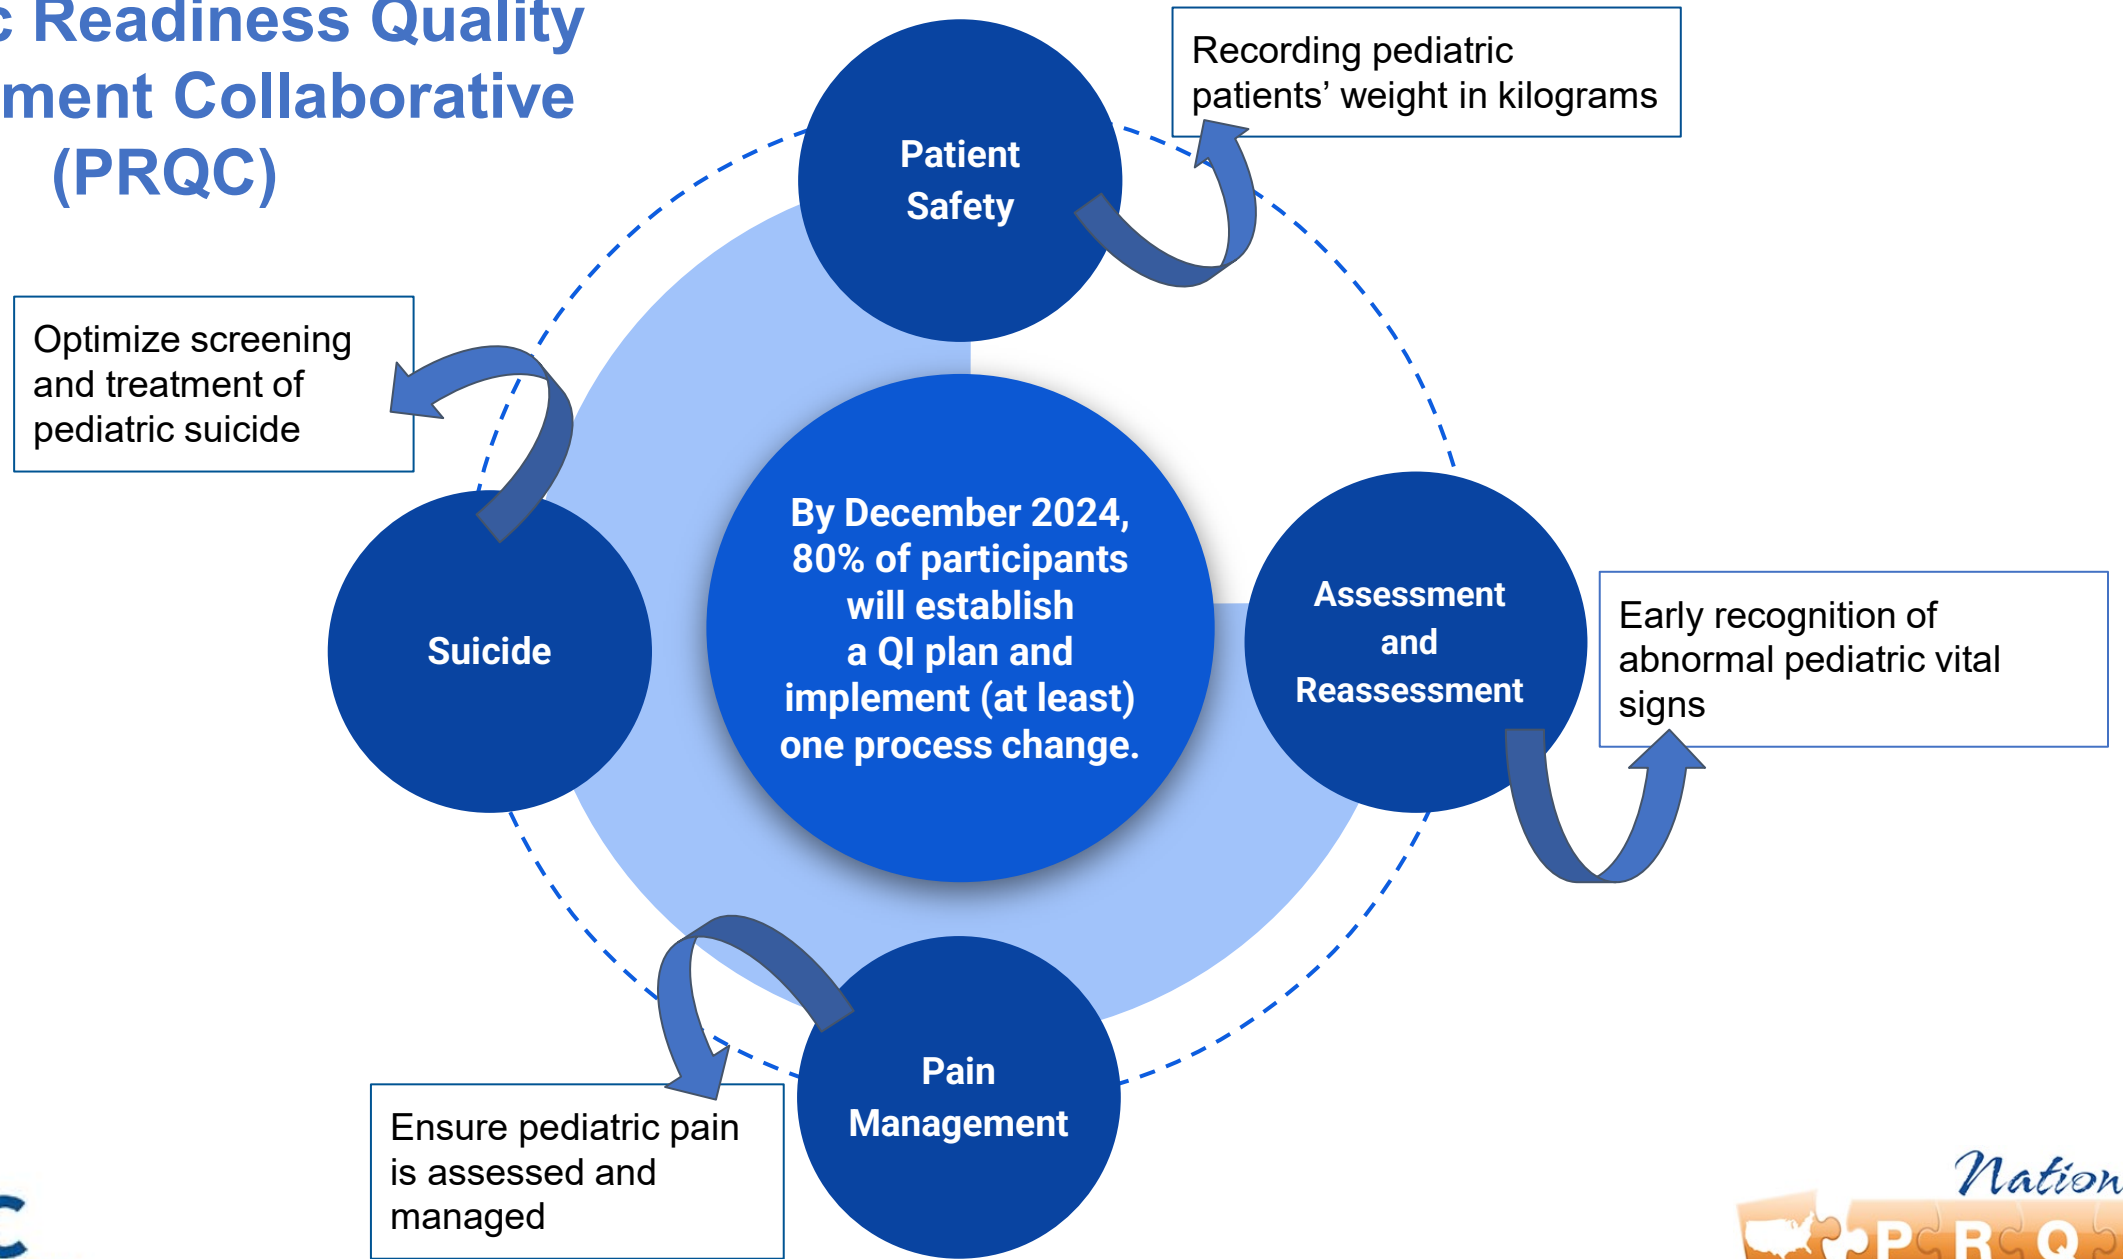 c Readiness Quality
ment Collaborative
(PRQC)
Recording pediatric
patients’ weight in kilograms
Patient
Safety
Optimize screening
and treatment of
pediatric suicide
By December 2024,
80% of participants
will establish
a QI plan and
implement (at least)
one process change.
Suicide
Assessment
and
Reassessment
Early recognition of
abnormal pediatric vital
signs
Pain
Management
Ensure pediatric pain
is assessed and
managed
C
Nation
P R Q